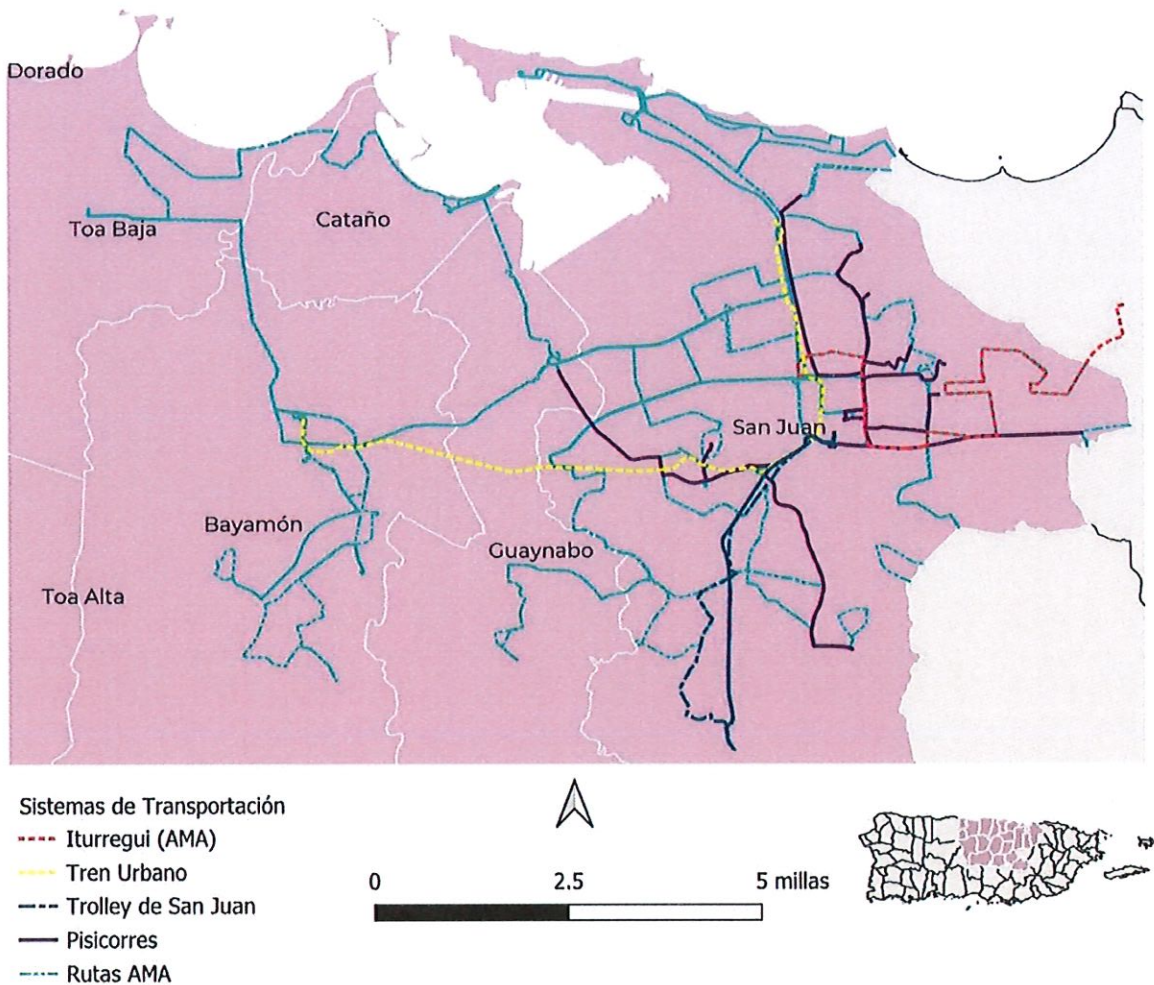 Dorado
Cataño
Toa Baja
San Juan
Bayamón
Guaynabo
Toa Alta
Sistemas de Transportación
Iturregui (AMA)
Tren Urbano
Trolley de San Juan
Pisicorres
Rutas AMA
0 2.5 5 millas